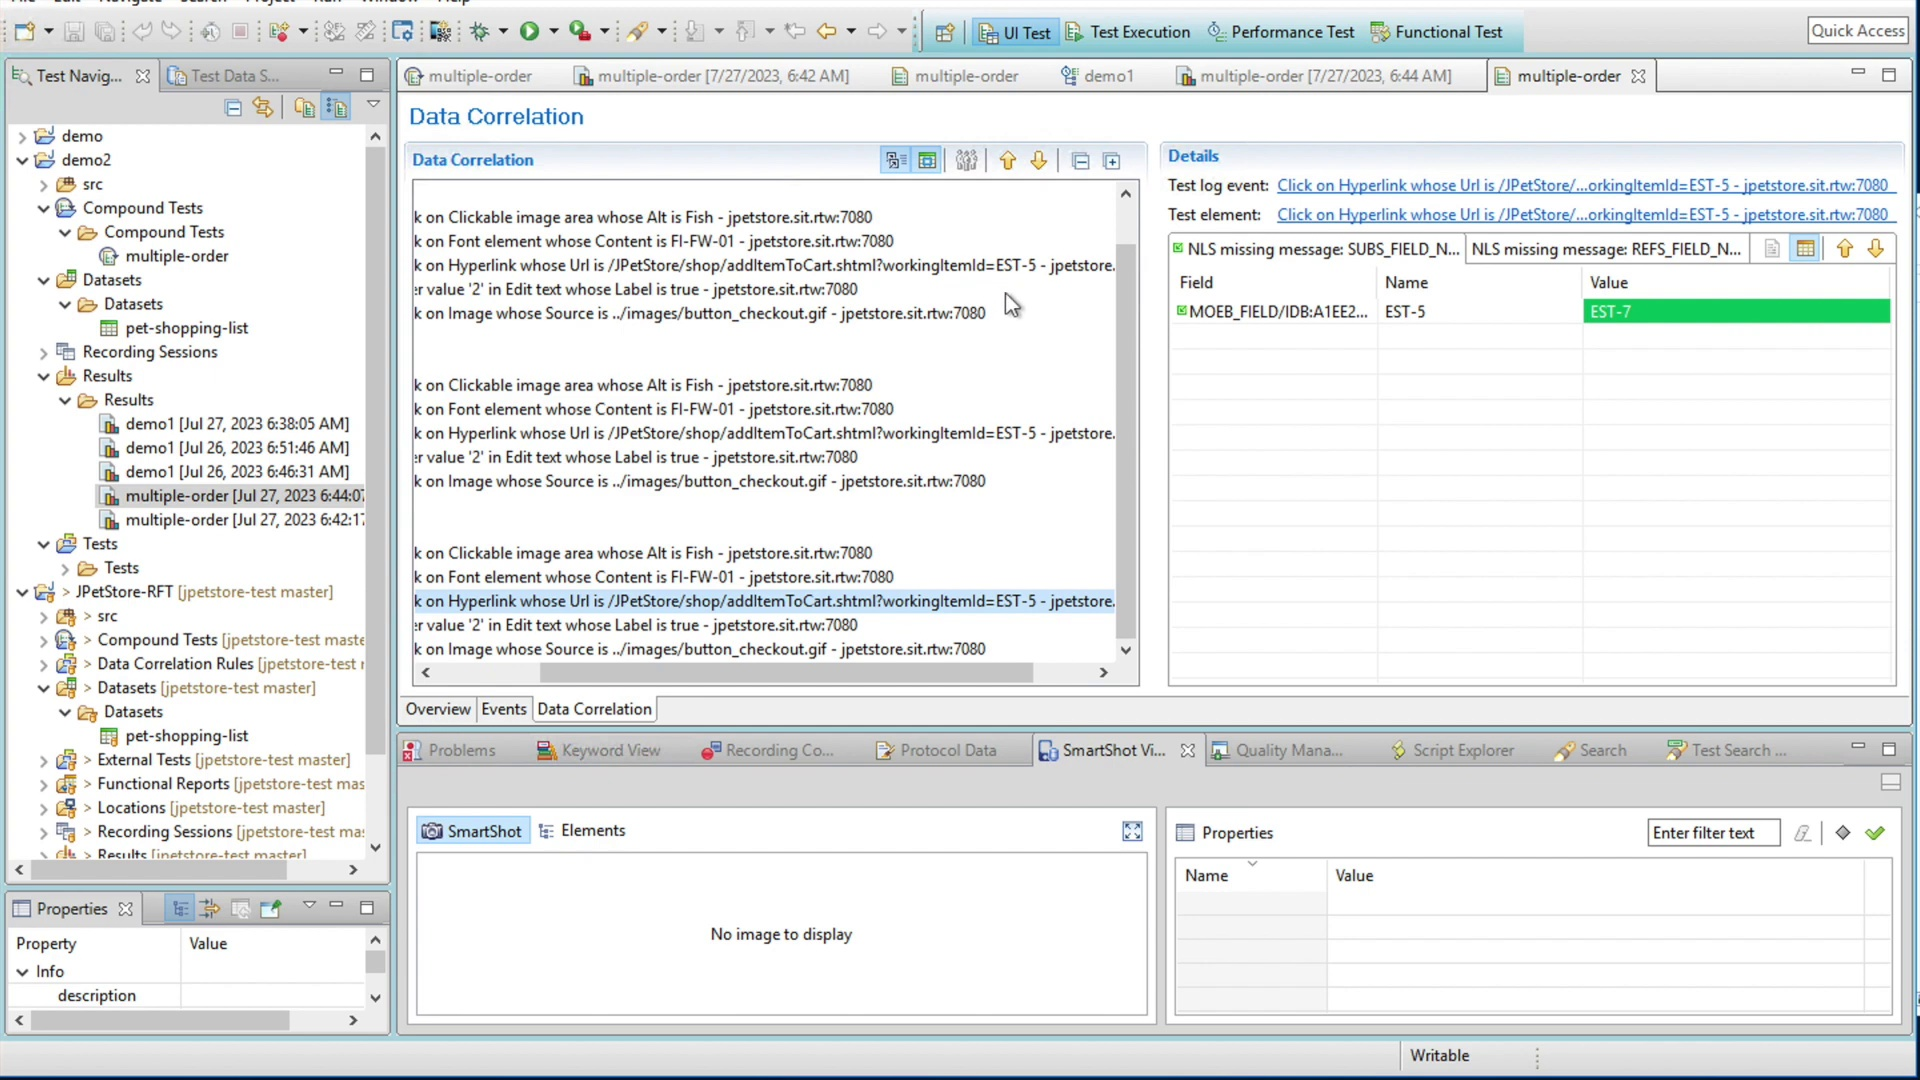 UI Test
Test Execution
Performance Test
Functional Test
Quick Access
Test Navig...
Test Data S...
demo
demo2
src
Compound Tests
Compound Tests
multiple-order
Datasets
Datasets
pet-shopping-list
Recording Sessions
Results
Results
demo1 [Jul 27, 2023 6:38:05 AM]
demo1 [Jul 26, 2023 6:51:46 AM]
demo1 [Jul 26, 2023 6:46:31 AM]
multiple-order [Jul 27, 2023 6:44:07
multiple-order [Jul 27, 2023 6:42:17
Tests
Tests
> JPetStore-RFT [jpetstore-test master]
> src
> Compound Tests [jpetstore-test maste
> Data Correlation Rules [jpetstore-test r
> Datasets [jpetstore-test master]
Datasets
pet-shopping-list
> External Tests [jpetstore-test master]
> Functional Reports [jpetstore-test mas
> Locations [jpetstore-test master]
> Recording Sessions [jpetstore-test mas
> Results [jpetstore-test master]
Properties
Property Value
Info
description
multiple-order
multiple-order [7/27/2023, 6:42 AM]
multiple-order
demo1
multiple-order [7/27/2023, 6:44 AM]
multiple-order
Data Correlation
Data Correlation
k on Clickable image area whose Alt is Fish - jpetstore.sit.rtw:7080
k on Font element whose Content is FI-FW-01 - jpetstore.sit.rtw:7080
k on Hyperlink whose Url is /JPetStore/shop/addItemToCart.shtml?workingItemId=EST-5 - jpetstore.
er value '2' in Edit text whose Label is true - jpetstore.sit.rtw:7080
k on Image whose Source is ../images/button_checkout.gif - jpetstore.sit.rtw:7080
k on Clickable image area whose Alt is Fish - jpetstore.sit.rtw:7080
k on Font element whose Content is FI-FW-01 - jpetstore.sit.rtw:7080
k on Hyperlink whose Url is /JPetStore/shop/addItemToCart.shtml?workingItemId=EST-5 - jpetstore.
er value '2' in Edit text whose Label is true - jpetstore.sit.rtw:7080
k on Image whose Source is ../images/button_checkout.gif - jpetstore.sit.rtw:7080
k on Clickable image area whose Alt is Fish - jpetstore.sit.rtw:7080
k on Font element whose Content is FI-FW-01 - jpetstore.sit.rtw:7080
k on Hyperlink whose Url is /JPetStore/shop/addItemToCart.shtml?workingItemId=EST-5 - jpetstore.
er value '2' in Edit text whose Label is true - jpetstore.sit.rtw:7080
k on Image whose Source is ../images/button_checkout.gif - jpetstore.sit.rtw:7080
Overview Events Data Correlation
Details
Test log event: Click on Hyperlink whose Url is /JPetStore/...orkingItemId=EST-5 - jpetstore.sit.rtw:7080
Test element: Click on Hyperlink whose Url is /JPetStore/...orkingItemId=EST-5 - jpetstore.sit.rtw:7080
NLS missing message: SUBS_FIELD_N... NLS missing message: REFS_FIELD_N...
Field Name Value
MOEB_FIELD/IDB:A1EE2... EST-5 EST-7
Problems
Keyword View
Recording Co...
Protocol Data
SmartShot Vi...
Quality Mana...
Script Explorer
Search
Test Search ...
SmartShot Elements
No image to display
Properties
Enter filter text
Name Value
Writable